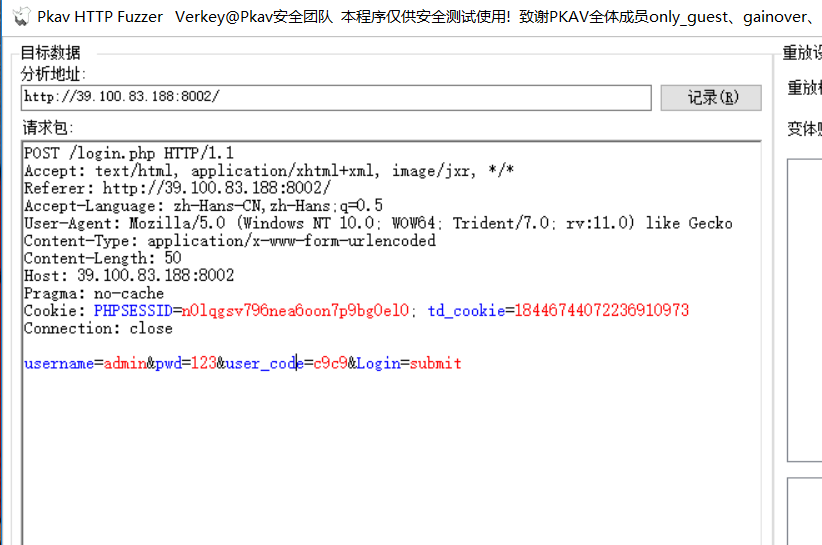 Pkav HTTP Fuzzer   Verkey@Pkav安全团队  本程序仅供安全测试使用!  致谢PKAV全体成员only_guest、gainover、
目标数据
重放设
分析地址:
http://39.100.83.188:8002/
记录(R)
重放模
请求包:
变体赋
POST /login.php HTTP/1.1
Accept: text/html, application/xhtml+xml, image/jxr, */*
Referer: http://39.100.83.188:8002/
Accept-Language: zh-Hans-CN,zh-Hans;q=0.5
User-Agent: Mozilla/5.0 (Windows NT 10.0; WOW64; Trident/7.0; rv:11.0) like Gecko
Content-Type: application/x-www-form-urlencoded
Content-Length: 50
Host: 39.100.83.188:8002
Pragma: no-cache
Cookie: PHPSESSID=n0lqgsv796nea6oon7p9bg0el0; td_cookie=18446744072236910973
Connection: close
username=admin&pwd=123&user_code=c9c9&Login=submit